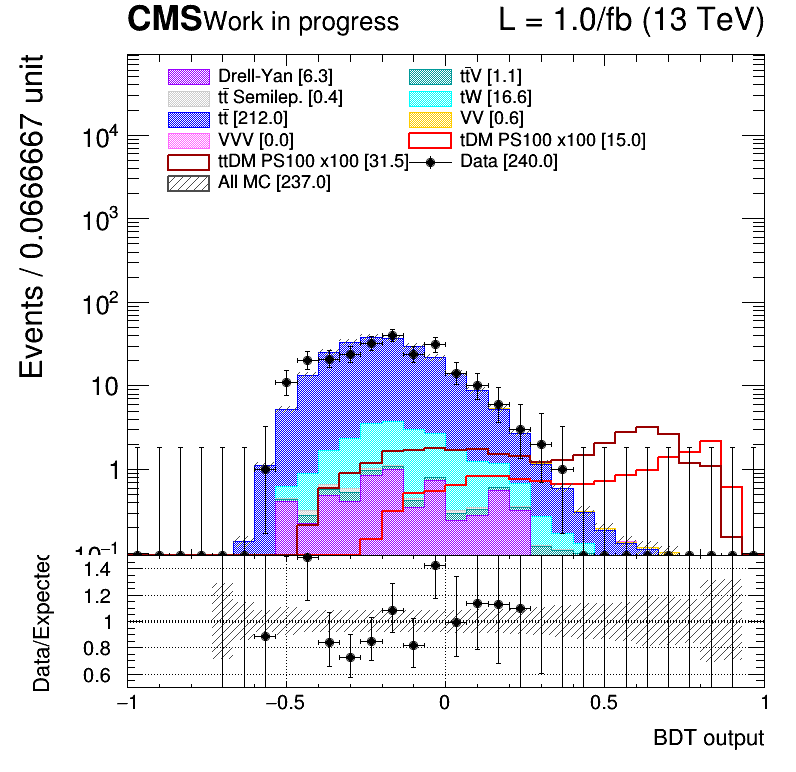 CMS Work in progress L = 1.0/fb (13 TeV)
Events / 0.0666667 unit
Drell-Yan [6.3] tt̄V [1.1]
tt̄ Semilep. [0.4] tW [16.6]
tt̄ [212.0] VV [0.6]
VVV [0.0] tDM PS100 x100 [15.0]
ttDM PS100 x100 [31.5] Data [240.0]
All MC [237.0]
10⁴
10³
10²
10
1
10⁻¹
Data/Expected
1.4
1.2
1
0.8
0.6
−1 −0.5 0 0.5 1
BDT output